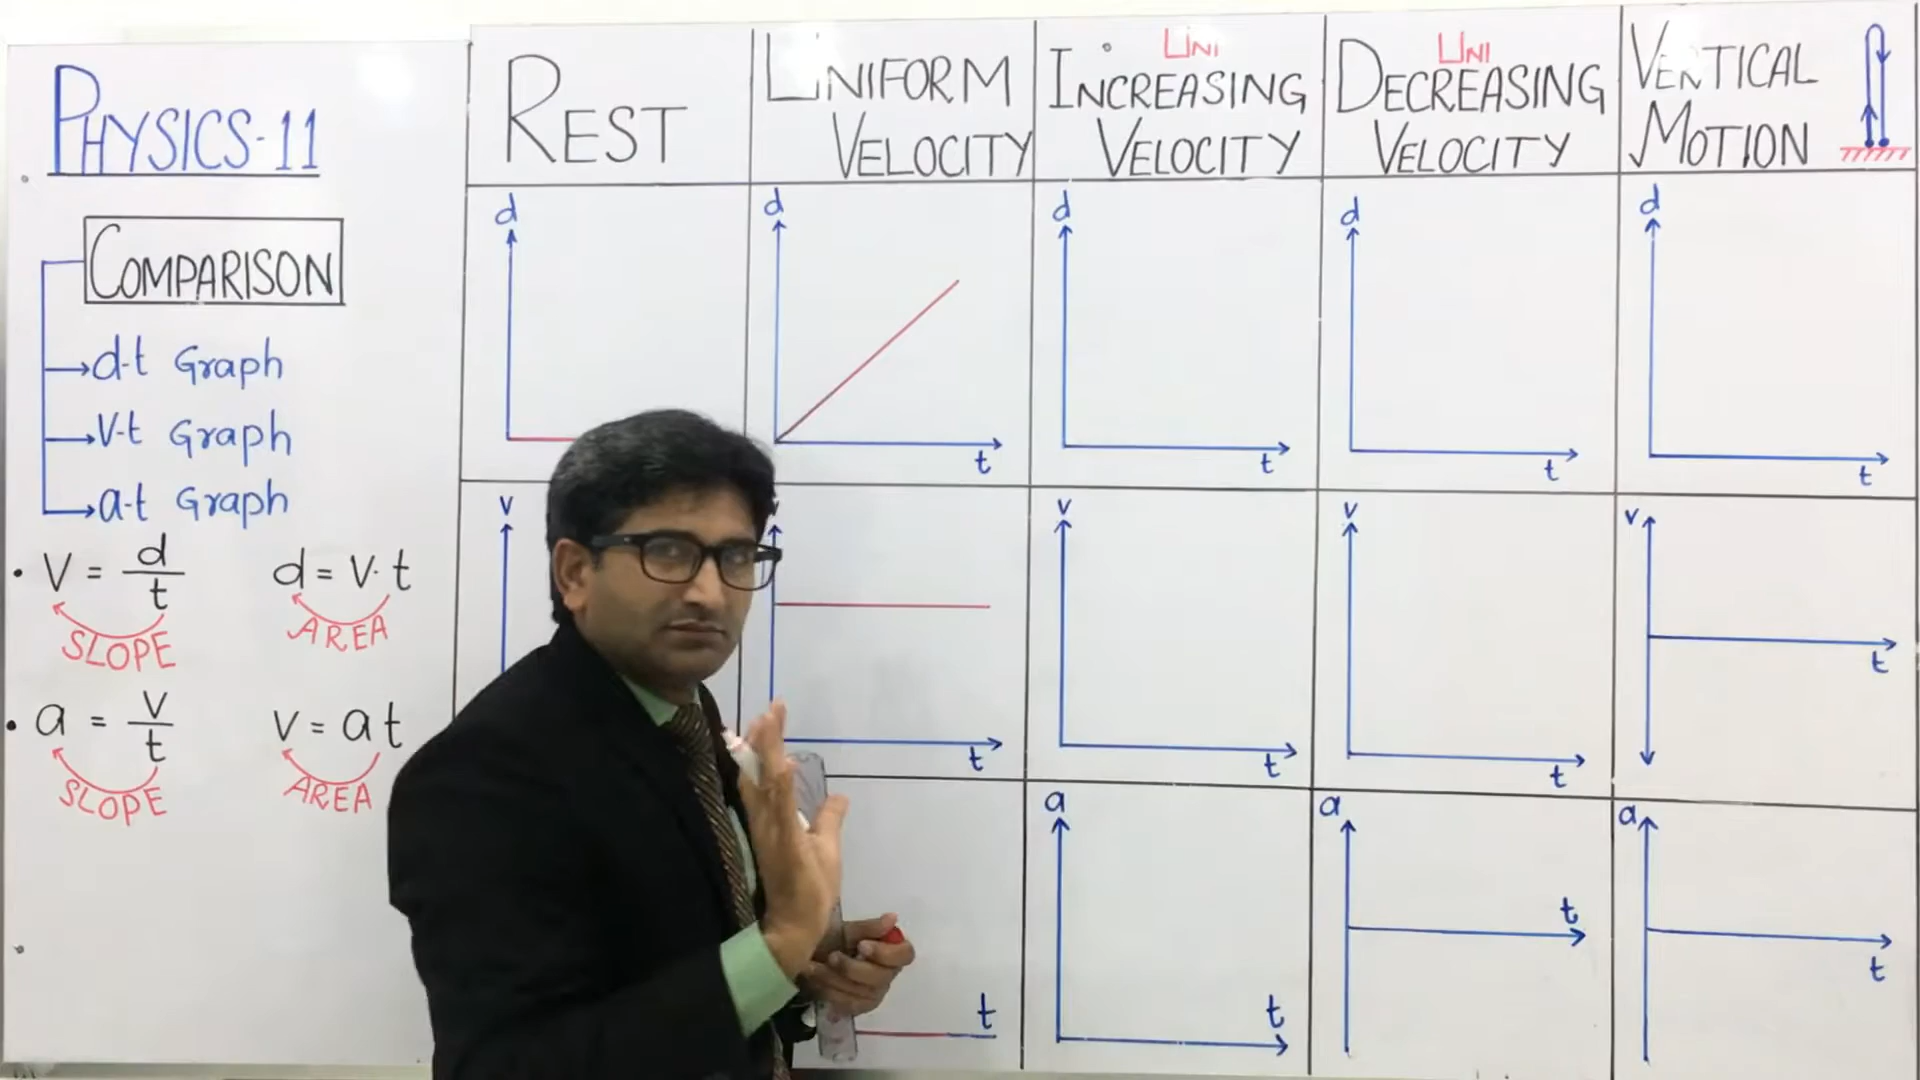 PHYSICS-11
COMPARISON
d-t Graph
v-t Graph
a-t Graph
V = d/t
SLOPE
d = v·t
AREA
a = v/t
SLOPE
v = at
AREA
REST
UNIFORM
VELOCITY
UNI
INCREASING
VELOCITY
UNI
DECREASING
VELOCITY
VERTICAL
MOTION
d
d
t
d
t
d
t
d
t
v
v
t
v
t
v
t
v
t
t
a
t
a
t
a
t